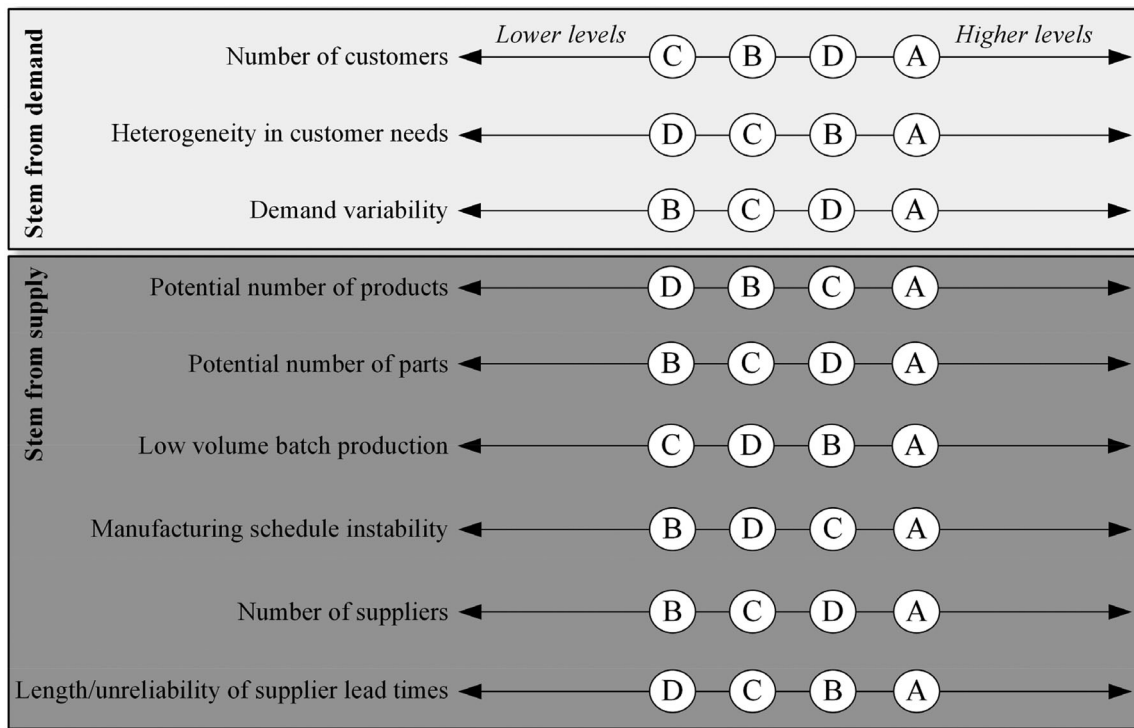 Stem from demand
Lower levels
Higher levels
Number of customers C B D A
Heterogeneity in customer needs D C B A
Demand variability B C D A
Stem from supply
Potential number of products D B C A
Potential number of parts B C D A
Low volume batch production C D B A
Manufacturing schedule instability B D C A
Number of suppliers B C D A
Length/unreliability of supplier lead times D C B A